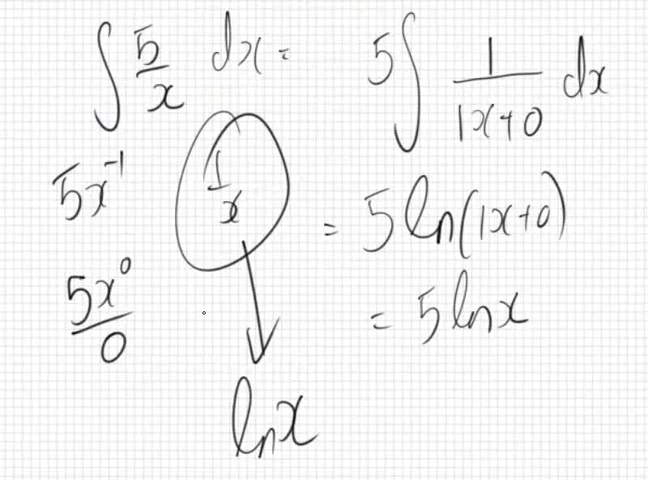 ∫ 5/x dx = 5∫ 1/(1x+0) dx
5x⁻¹ 1/x = 5ln(1x+0)
5x⁰/0 = 5lnx
lnx